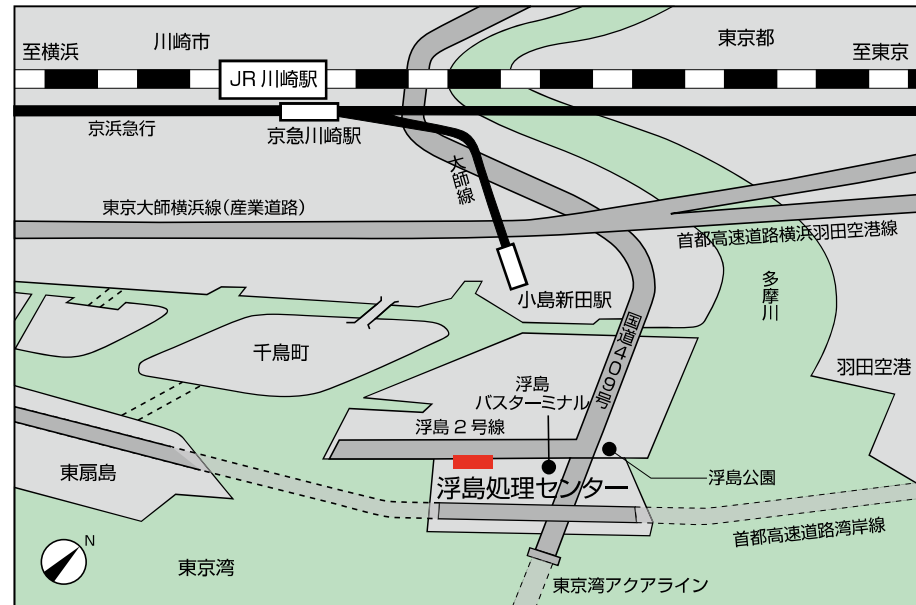 至横浜
川崎市
東京都
至東京
JR川崎駅
京浜急行
京急川崎駅
大師線
東京大師横浜線(産業道路)
首都高速道路横浜羽田空港線
小島新田駅
多摩川
国道409号
千鳥町
羽田空港
浮島
バスターミナル
浮島2号線
東扇島
浮島処理センター
浮島公園
首都高速道路湾岸線
N
東京湾
東京湾アクアライン